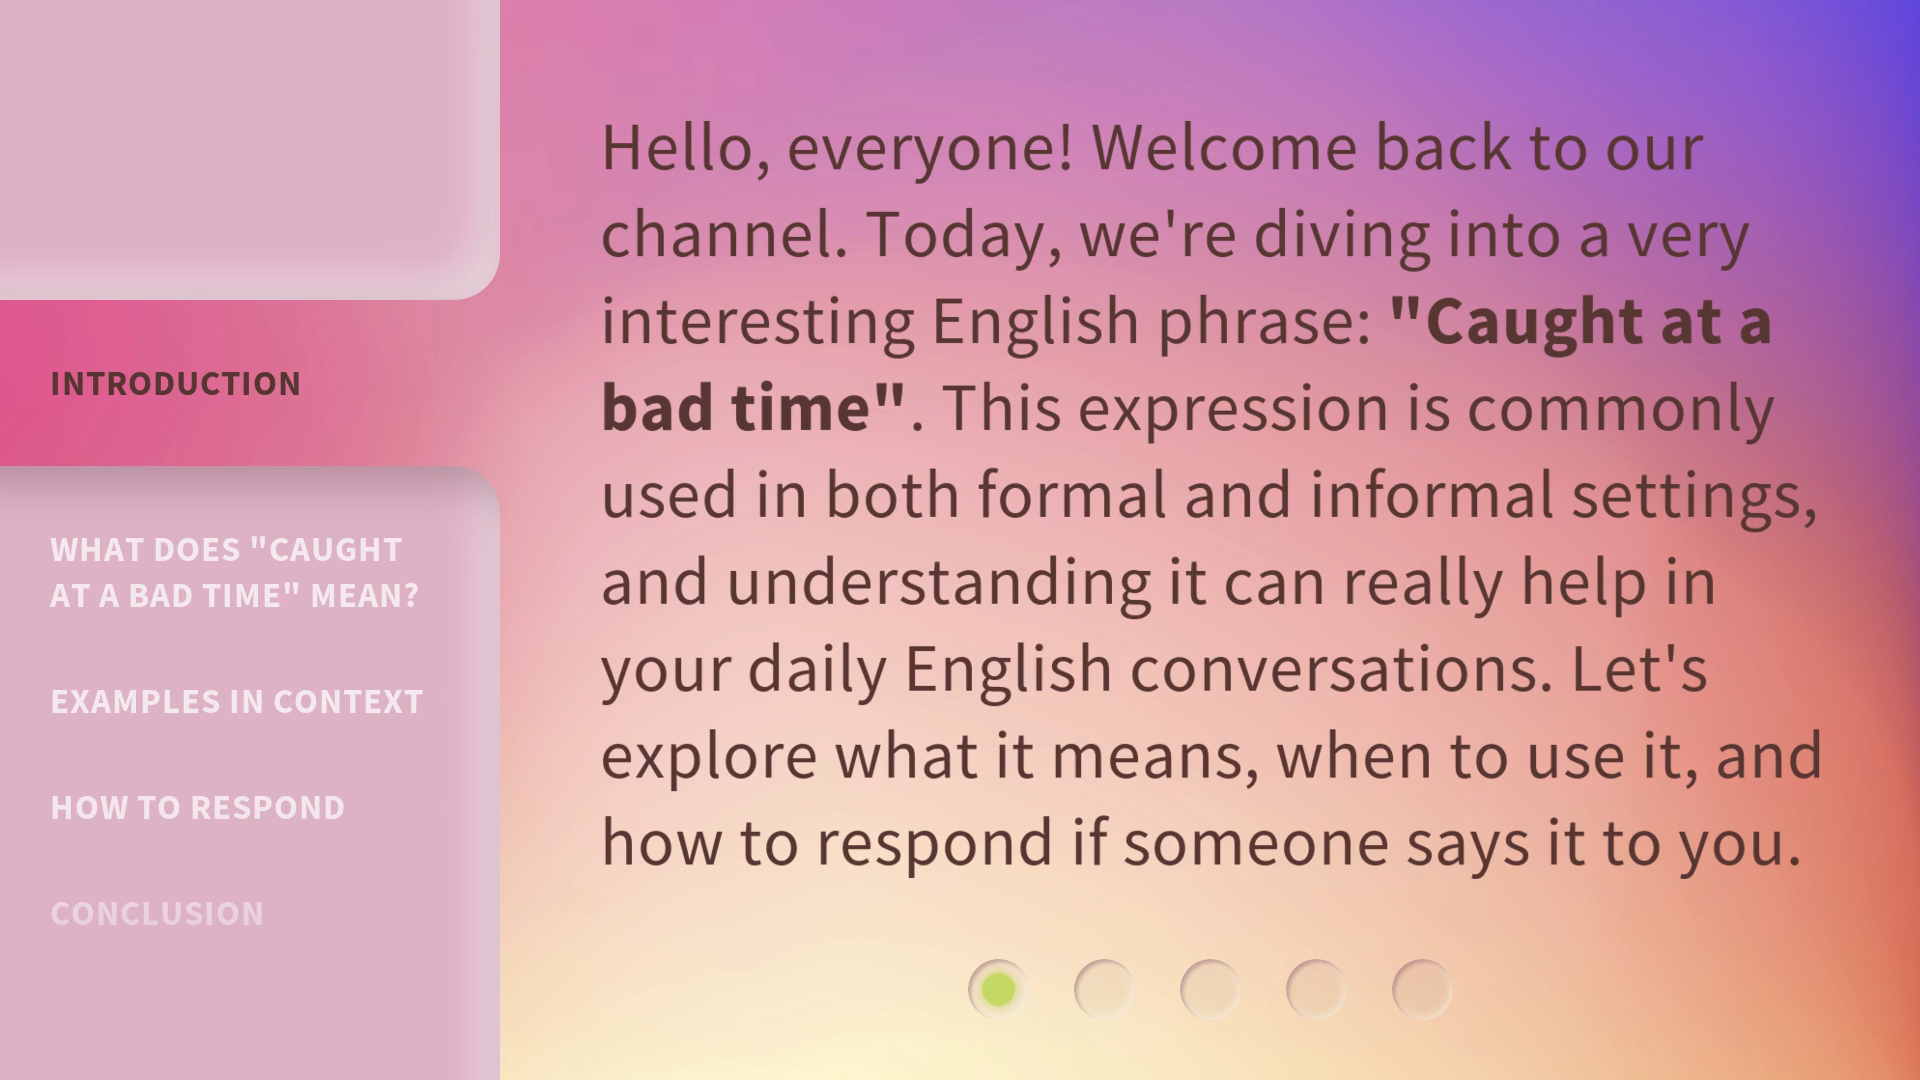 INTRODUCTION
WHAT DOES "CAUGHT
AT A BAD TIME" MEAN?
EXAMPLES IN CONTEXT
HOW TO RESPOND
CONCLUSION
Hello, everyone! Welcome back to our
channel. Today, we're diving into a very
interesting English phrase: "Caught at a
bad time". This expression is commonly
used in both formal and informal settings,
and understanding it can really help in
your daily English conversations. Let's
explore what it means, when to use it, and
how to respond if someone says it to you.